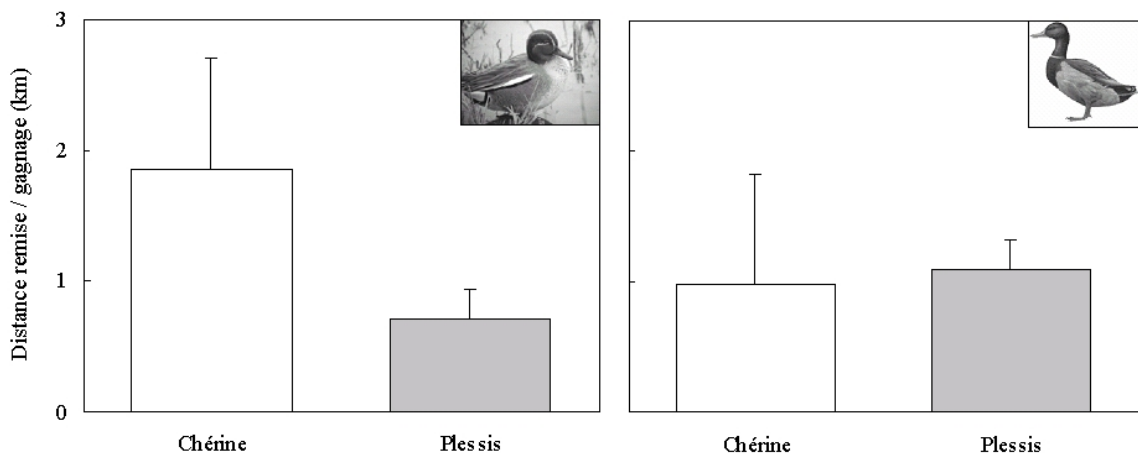 Distance remise / gagnage (km)
3
2
1
0
Chérine
Plessis
Chérine
Plessis